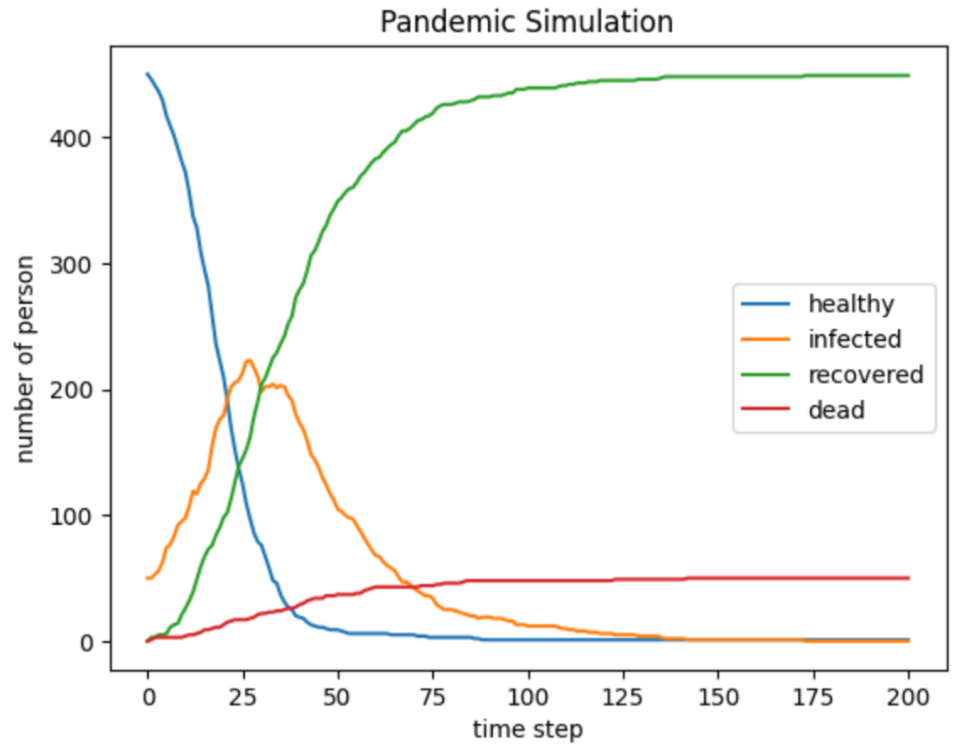 Pandemic Simulation
400
300
200
100
0
number of person
healthy
infected
recovered
dead
0 25 50 75 100 125 150 175 200
time step